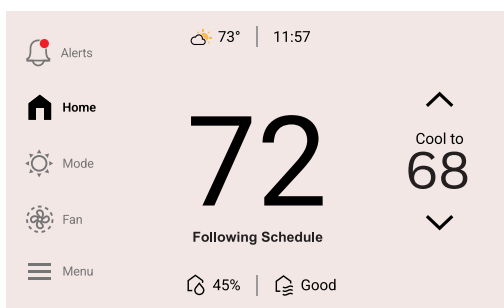 73° 11:57
Alerts
Home
Mode
Fan
Menu
72
Following Schedule
Cool to
68
45% Good